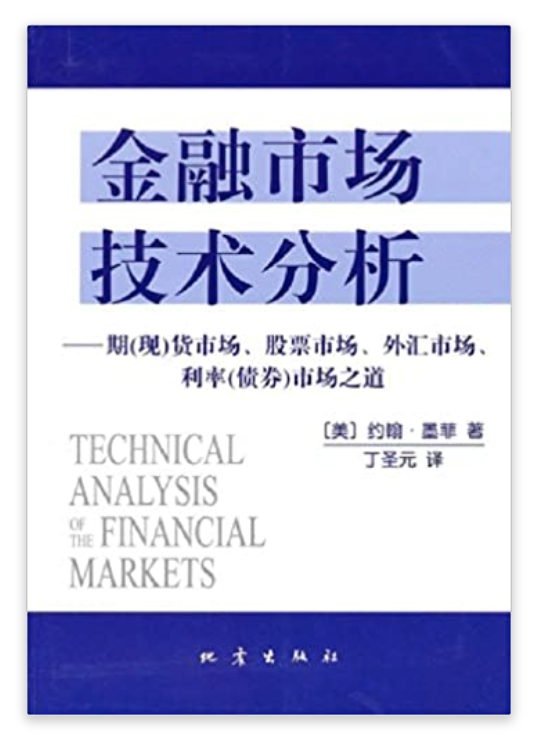 金融市场
技术分析
——期(现)货市场、股票市场、外汇市场、
利率(债券)市场之道
〔美〕约翰·墨菲 著
丁圣元 译
TECHNICAL
ANALYSIS
OF THE FINANCIAL
MARKETS
地震出版社